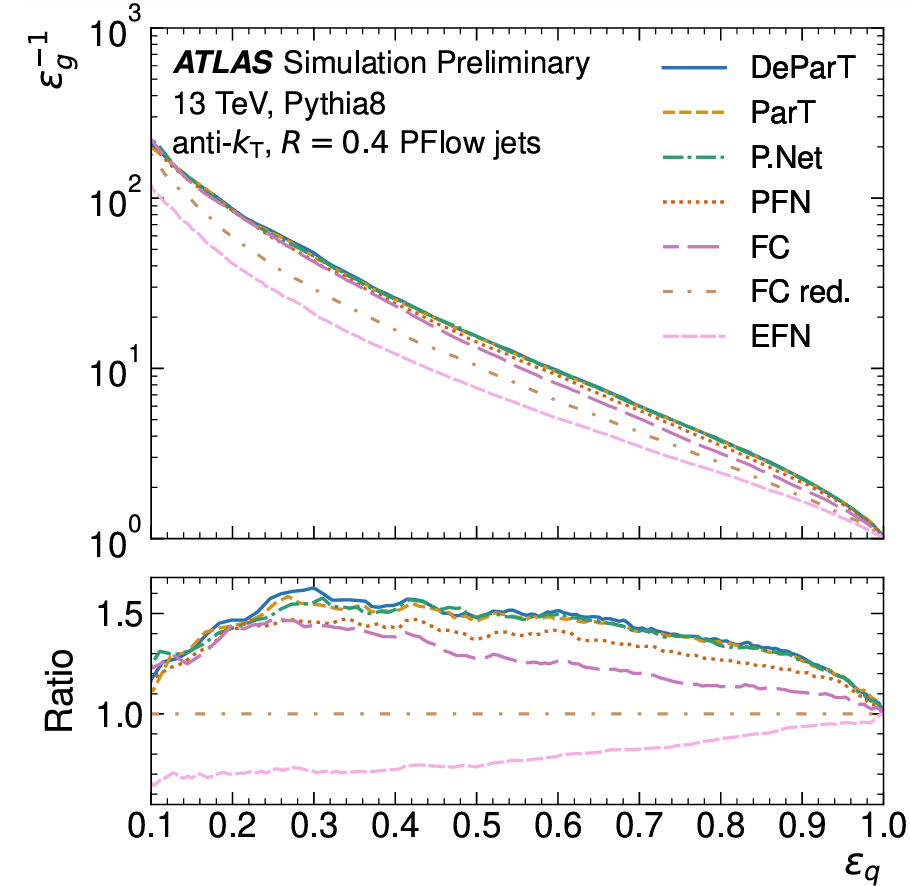 10³
ε_g⁻¹
ATLAS Simulation Preliminary
13 TeV, Pythia8
anti-k_T, R = 0.4 PFlow jets
DeParT
ParT
P.Net
PFN
FC
FC red.
EFN
10²
10¹
10⁰
1.5
1.0
Ratio
0.1 0.2 0.3 0.4 0.5 0.6 0.7 0.8 0.9 1.0
ε_q